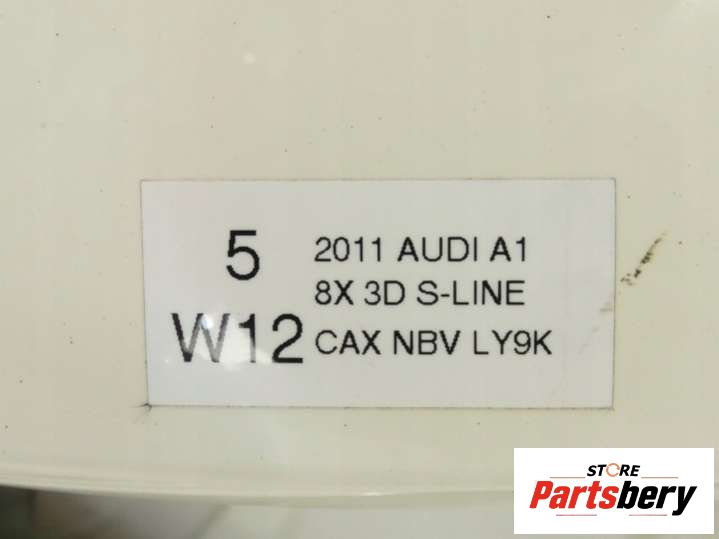 5
W12
2011 AUDI A1
8X 3D S-LINE
CAX NBV LY9K
STORE
Partsbery